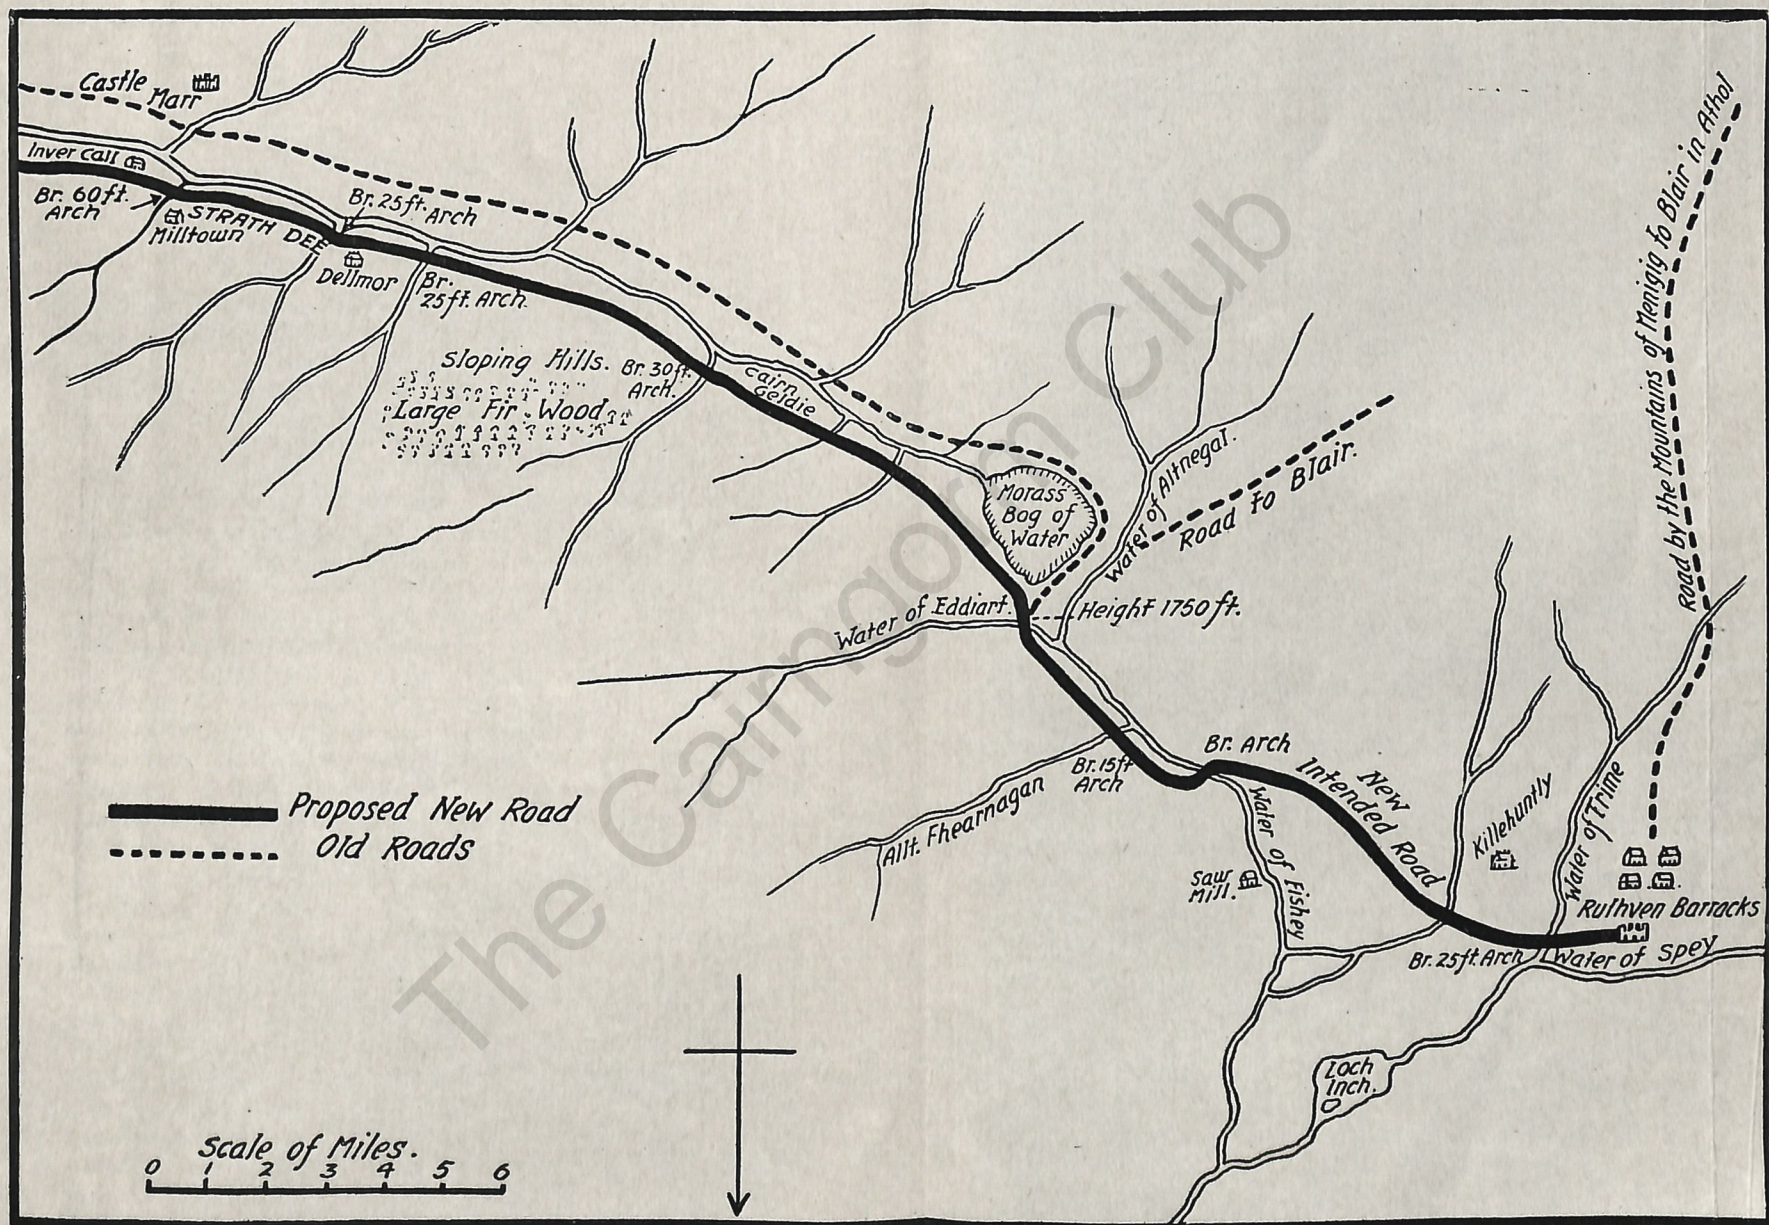 Castle
Marr
Inver Call
Br. 60ft.
Arch
Milltown
STRATH DEE
Br. 25ft. Arch
Dellmor
Br.
25ft. Arch.
Sloping Hills.
Large Fir Wood
Br. 30ft.
Arch.
Cairn
Geldie
Morass
Bog of
Water
Water of Altnegar.
Road to Blair.
Road by the Mountains of Menigig to Blair in Athol
Water of Eddiart.
Height 1750 ft.
Br. Arch
New
Intended Road
Br. 15ft
Arch
Allt. Fhearnagan
Water of Fishey
Saw
Mill.
Killehuntly
Water of Trime
Ruthven Barracks
Br. 25ft. Arch
Water of Spey
Loch
Inch.
Proposed New Road
Old Roads
Scale of Miles.
0 1 2 3 4 5 6
The Cairngorm Club